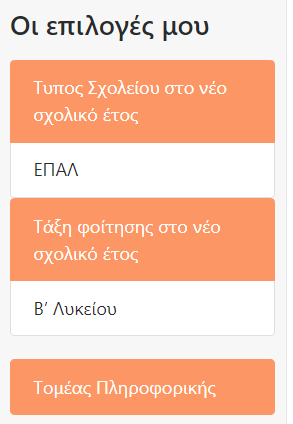 Οι επιλογές μου
Τυπος Σχολείου στο νέο
σχολικό έτος
ΕΠΑΛ
Τάξη φοίτησης στο νέο
σχολικό έτος
Β′ Λυκείου
Τομέας Πληροφορικής